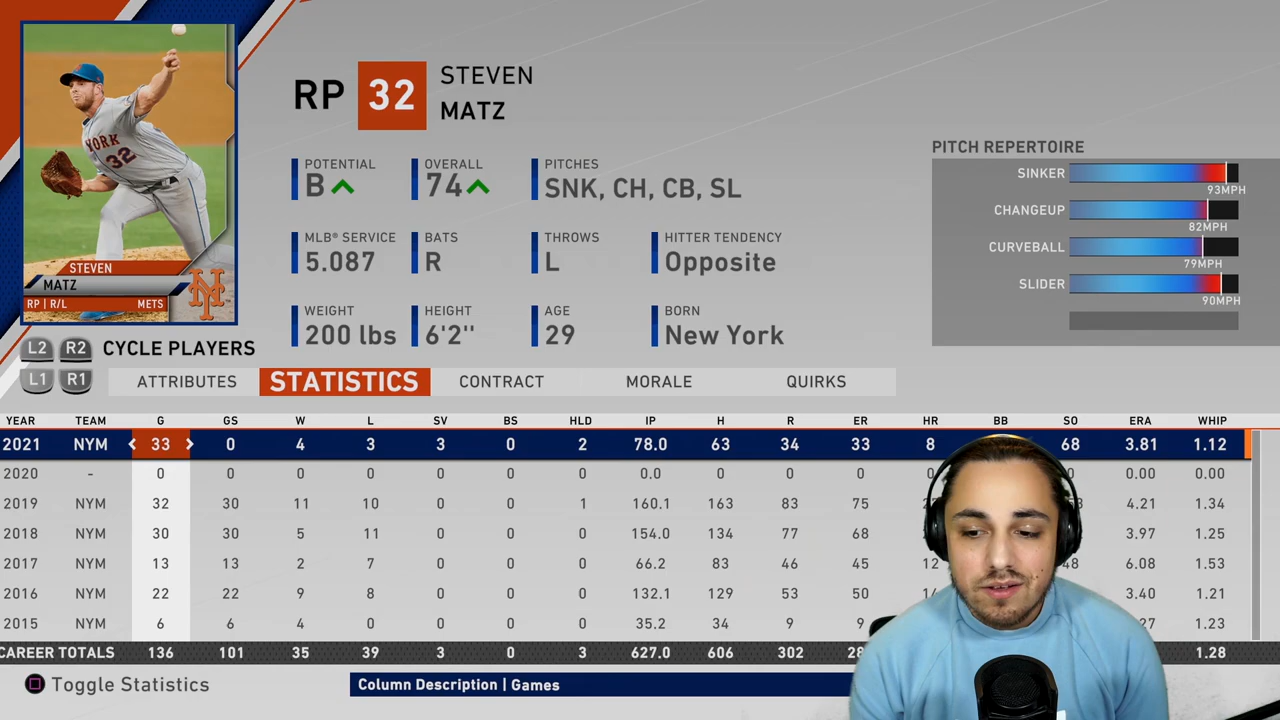 RP 32 STEVEN
MATZ
YORK
32
STEVEN
MATZ
RP | R/L METS
NY
POTENTIAL OVERALL PITCHES
B 74 SNK, CH, CB, SL
MLB® SERVICE BATS THROWS HITTER TENDENCY
5.087 R L Opposite
WEIGHT HEIGHT AGE BORN
200 lbs 6'2'' 29 New York
PITCH REPERTOIRE
SINKER
93MPH
CHANGEUP
82MPH
CURVEBALL
79MPH
SLIDER
90MPH
L2 R2 CYCLE PLAYERS
L1 R1 ATTRIBUTES STATISTICS CONTRACT MORALE QUIRKS
YEAR TEAM G GS W L SV BS HLD IP H R ER HR BB SO ERA WHIP
2021 NYM 33 0 4 3 3 0 2 78.0 63 34 33 8 68 3.81 1.12
2020 - 0 0 0 0 0 0 0 0.0 0 0 0 0 0 0.00 0.00
2019 NYM 32 30 11 10 0 0 1 160.1 163 83 75 4.21 1.34
2018 NYM 30 30 5 11 0 0 0 154.0 134 77 68 3.97 1.25
2017 NYM 13 13 2 7 0 0 0 66.2 83 46 45 12 48 6.08 1.53
2016 NYM 22 22 9 8 0 0 0 132.1 129 53 50 3.40 1.21
2015 NYM 6 6 4 0 0 0 0 35.2 34 9 9 1.23
CAREER TOTALS 136 101 35 39 3 0 3 627.0 606 302 1.28
Toggle Statistics
Column Description | Games